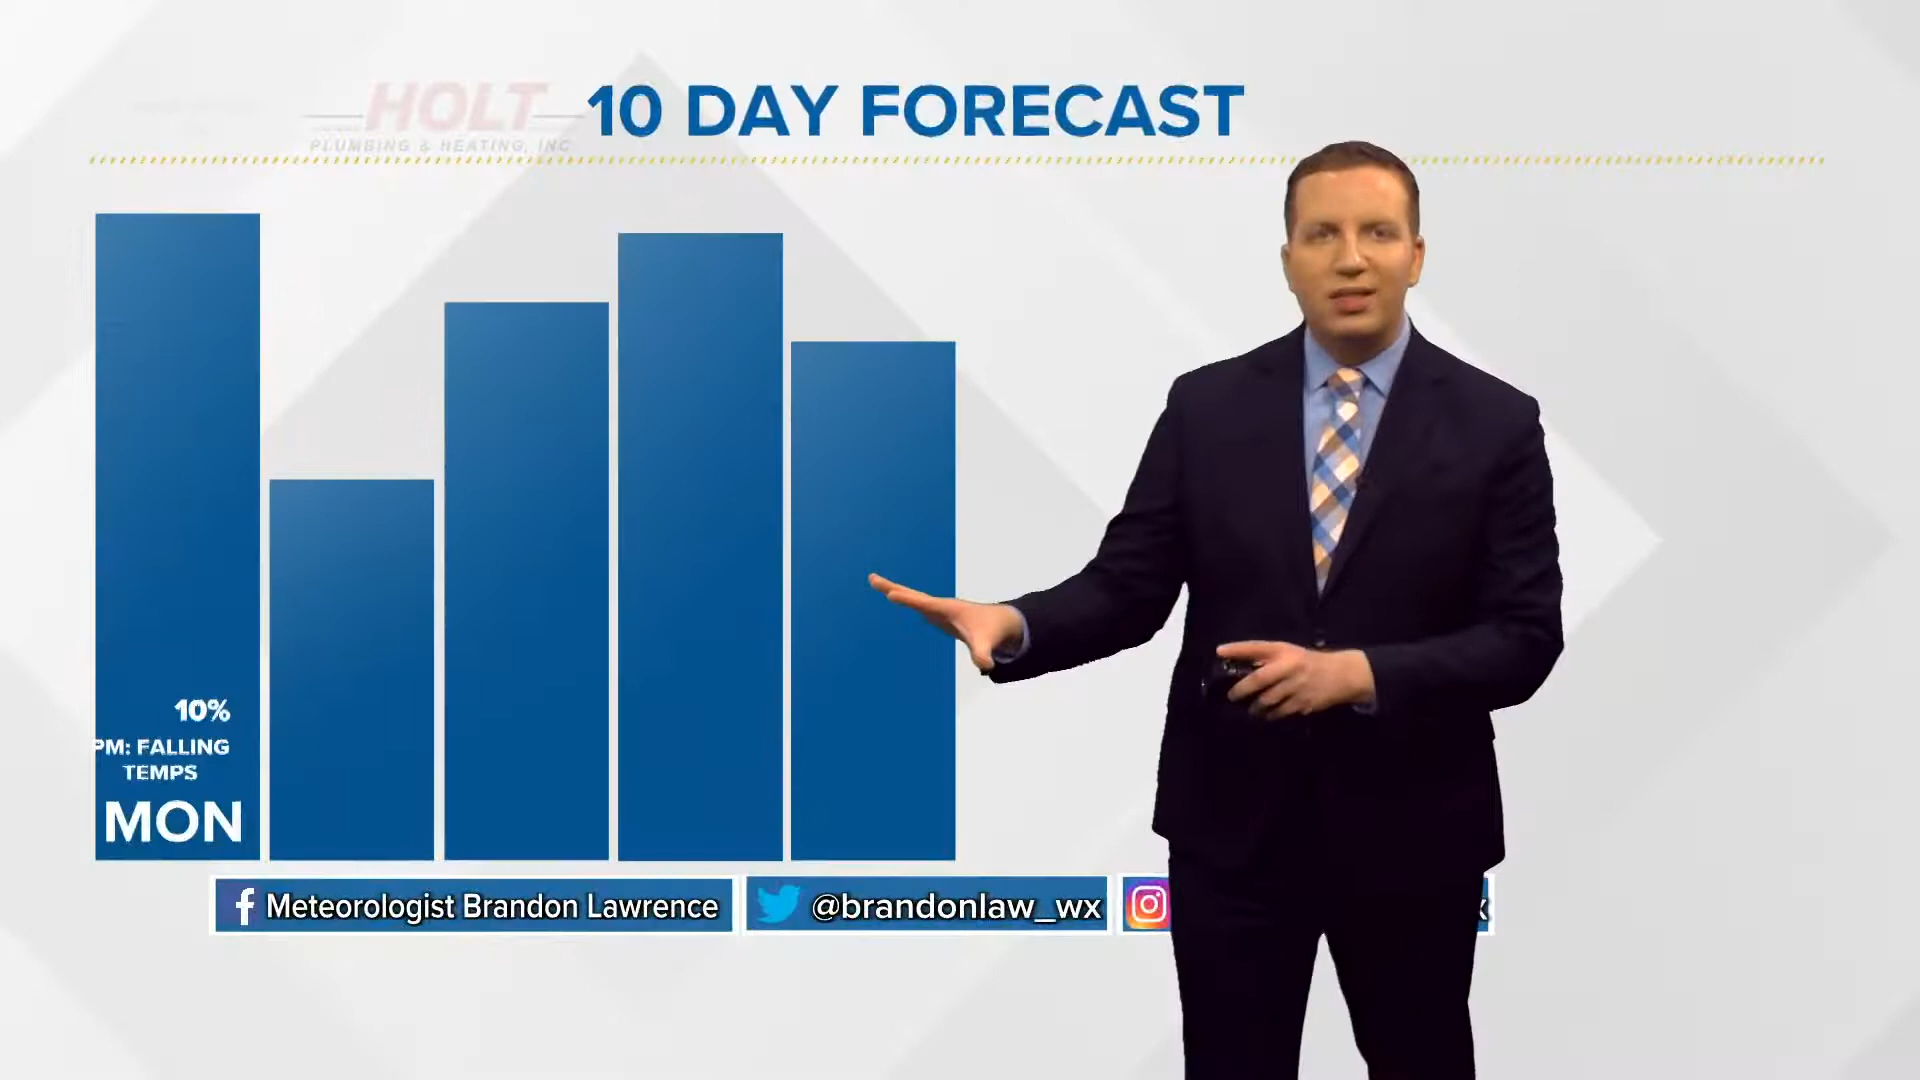 HOLT
PLUMBING & HEATING, INC
10 DAY FORECAST
10%
PM: FALLING
TEMPS
MON
Meteorologist Brandon Lawrence
@brandonlaw_wx
x